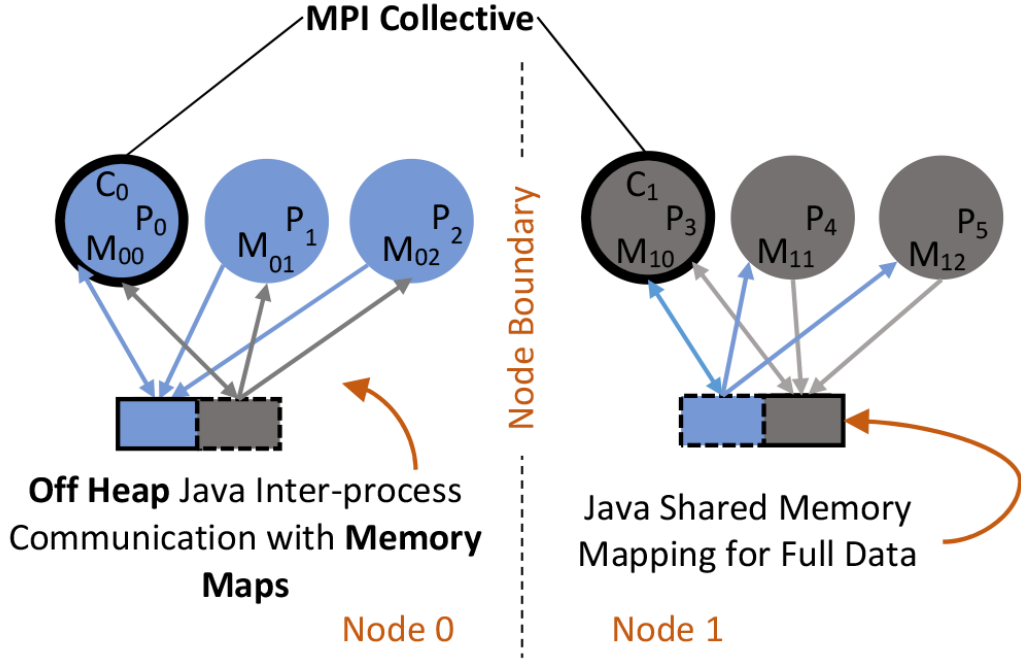 MPI Collective
Node Boundary
C0
P0
M00
P1
M01
P2
M02
C1
P3
M10
P4
M11
P5
M12
Off Heap Java Inter-process
Communication with Memory
Maps
Java Shared Memory
Mapping for Full Data
Node 0
Node 1